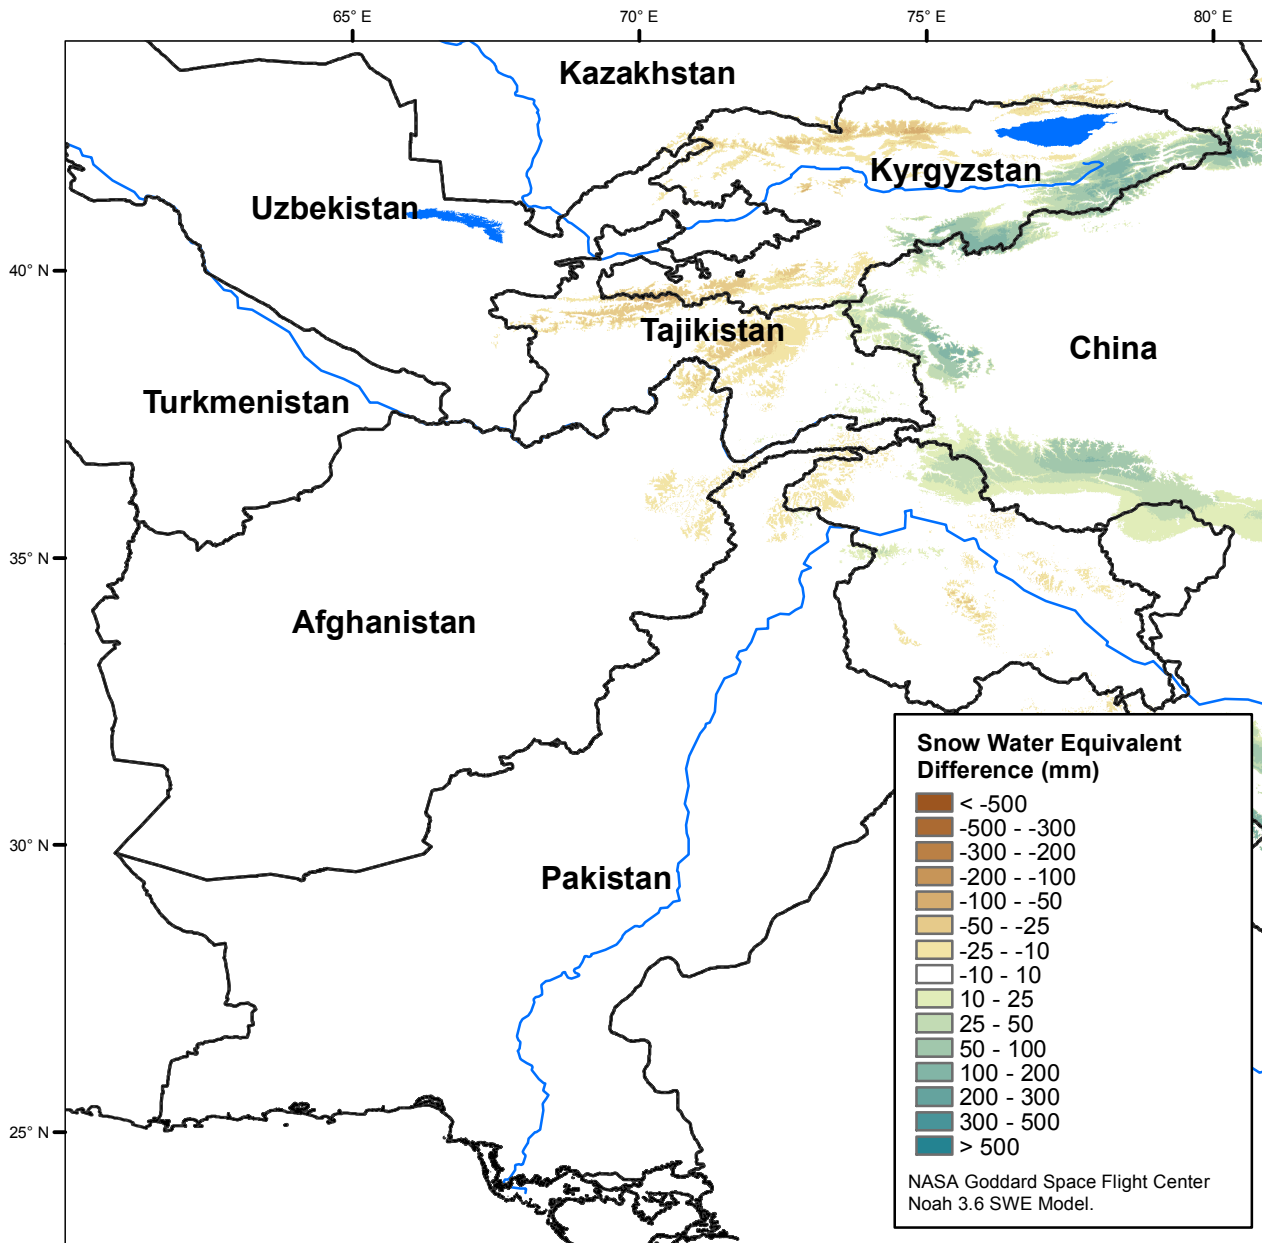 65° E
70° E
75° E
80° E
Kazakhstan
Kyrgyzstan
Uzbekistan
40° N
Tajikistan
China
Turkmenistan
35° N
Afghanistan
Snow Water Equivalent
Difference (mm)
< -500
-500 - -300
30° N
-300 - -200
-200 - -100
Pakistan
-100 - -50
-50 - -25
-25 - -10
-10 - 10
10 - 25
25 - 50
50 - 100
100 - 200
200 - 300
300 - 500
25° N
> 500
NASA Goddard Space Flight Center
Noah 3.6 SWE Model.